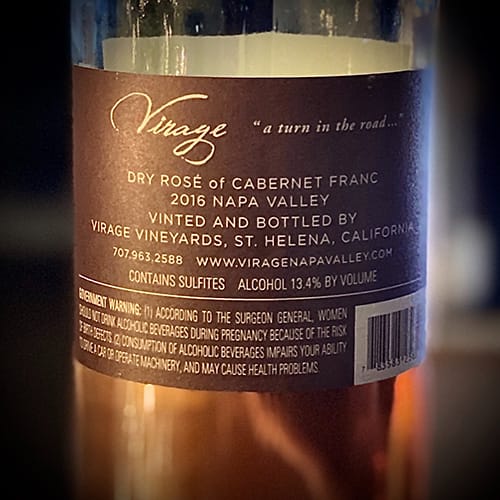 Virage "a turn in the road..."
DRY ROSÉ of CABERNET FRANC
2016 NAPA VALLEY
VINTED AND BOTTLED BY
VIRAGE VINEYARDS, ST. HELENA, CALIFORNIA
707.963.2588 WWW.VIRAGENAPAVALLEY.COM
CONTAINS SULFITES ALCOHOL 13.4% BY VOLUME
GOVERNMENT WARNING: (1) ACCORDING TO THE SURGEON GENERAL, WOMEN
SHOULD NOT DRINK ALCOHOLIC BEVERAGES DURING PREGNANCY BECAUSE OF THE RISK
OF BIRTH DEFECTS. (2) CONSUMPTION OF ALCOHOLIC BEVERAGES IMPAIRS YOUR ABILITY
TO DRIVE A CAR OR OPERATE MACHINERY, AND MAY CAUSE HEALTH PROBLEMS.